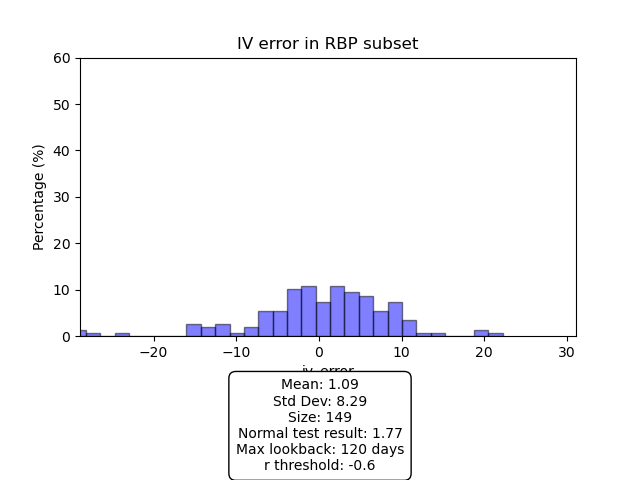 IV error in RBP subset
60
50
40
30
20
10
0
Percentage (%)
−20
−10
0
10
20
30
iv_error
Mean: 1.09
Std Dev: 8.29
Size: 149
Normal test result: 1.77
Max lookback: 120 days
r threshold: -0.6